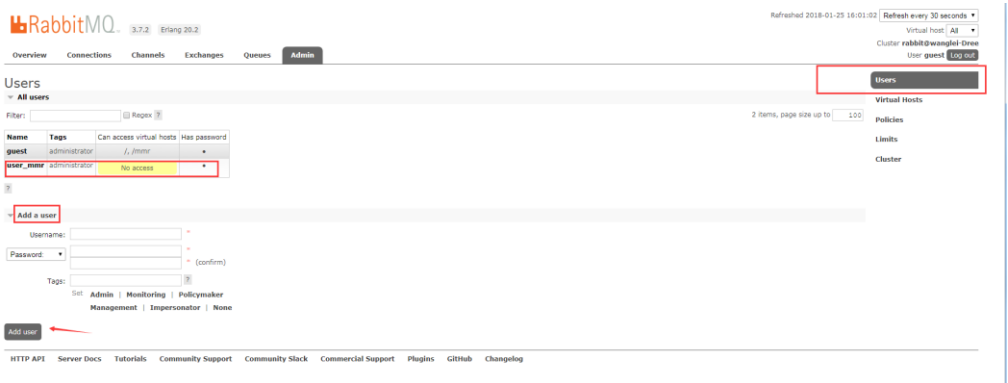 RabbitMQ 3.7.2 Erlang 20.2
Refreshed 2018-01-25 16:01:02 Refresh every 30 seconds
Virtual host All
Cluster rabbit@wanglei-Dree
User guest Log out
Overview Connections Channels Exchanges Queues Admin
Users
All users
Filter: Regex ?
2 items, page size up to 100
Name Tags Can access virtual hosts Has password
guest administrator /, /mmr •
user_mmr administrator No access •
?
Add a user
Username: *
Password: *
* (confirm)
Tags: ?
Set Admin | Monitoring | Policymaker
Management | Impersonator | None
Add user
Users
Virtual Hosts
Policies
Limits
Cluster
HTTP API Server Docs Tutorials Community Support Community Slack Commercial Support Plugins GitHub Changelog